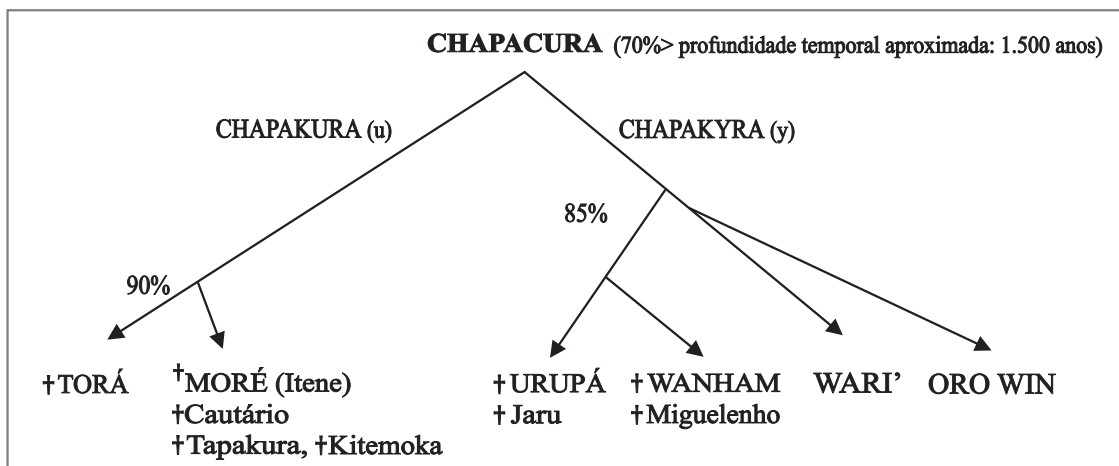 CHAPACURA (70%> profundidade temporal aproximada: 1.500 anos)
CHAPAKURA (u)
CHAPAKYRA (y)
85%
90%
†TORÁ
†MORÉ (Itene)
†Cautário
†Tapakura, †Kitemoka
†URUPÁ
†Jaru
†WANHAM
†Miguelenho
WARI’
ORO WIN